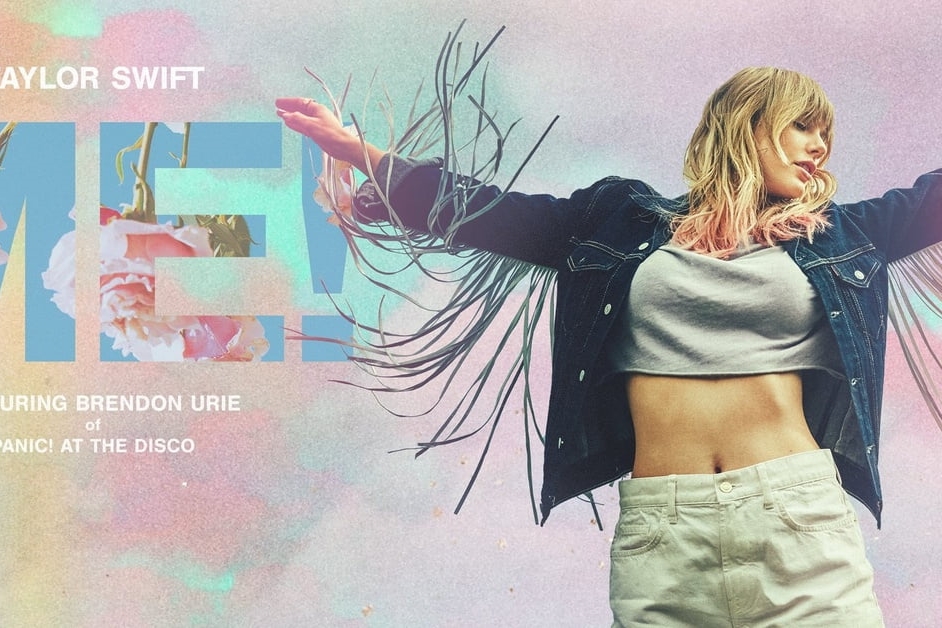 AYLOR SWIFT
ME!
URING BRENDON URIE
of
PANIC! AT THE DISCO